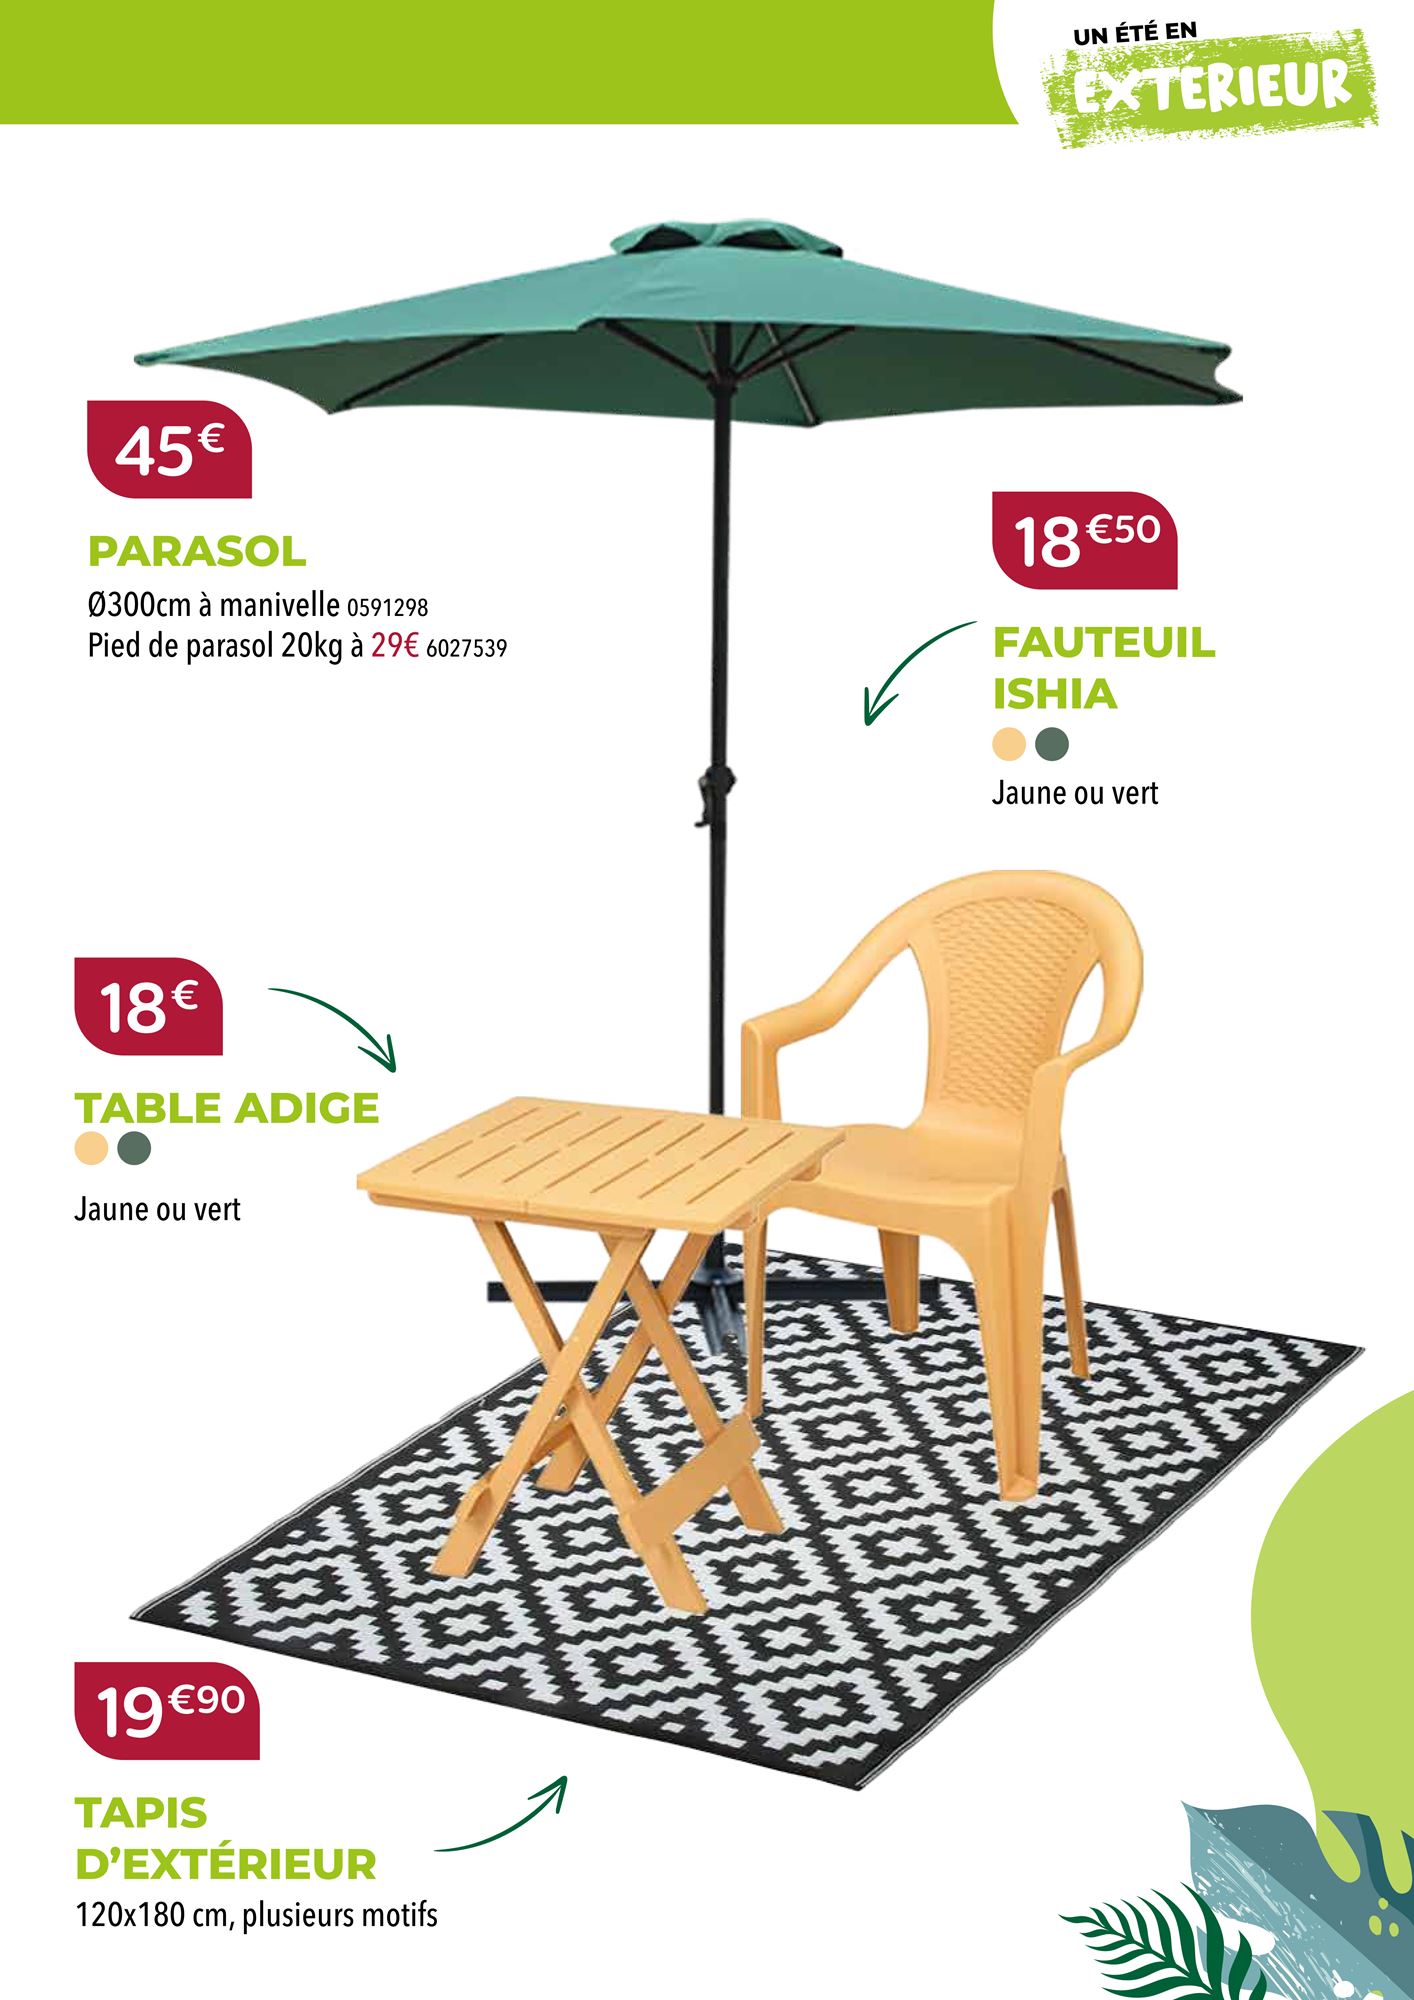 UN ÉTÉ EN
EXTÉRIEUR
45€
PARASOL
Ø300cm à manivelle 0591298
Pied de parasol 20kg à 29€ 6027539
18€50
FAUTEUIL
ISHIA
Jaune ou vert
18€
TABLE ADIGE
Jaune ou vert
19€90
TAPIS
D’EXTÉRIEUR
120x180 cm, plusieurs motifs